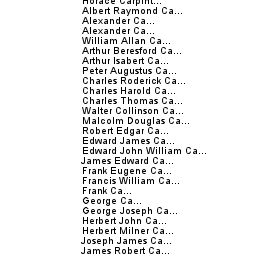 Horace Carpint...
Albert Raymond Ca...
Alexander Ca...
Alexander Ca...
William Allan Ca...
Arthur Beresford Ca...
Arthur Isabert Ca...
Peter Augustus Ca...
Charles Roderick Ca...
Charles Harold Ca...
Charles Thomas Ca...
Walter Collinson Ca...
Malcolm Douglas Ca...
Robert Edgar Ca...
Edward James Ca...
Edward John William Ca...
James Edward Ca...
Frank Eugene Ca...
Francis William Ca...
Frank Ca...
George Ca...
George Joseph Ca...
Herbert John Ca...
Herbert Milner Ca...
Joseph James Ca...
James Robert Ca...